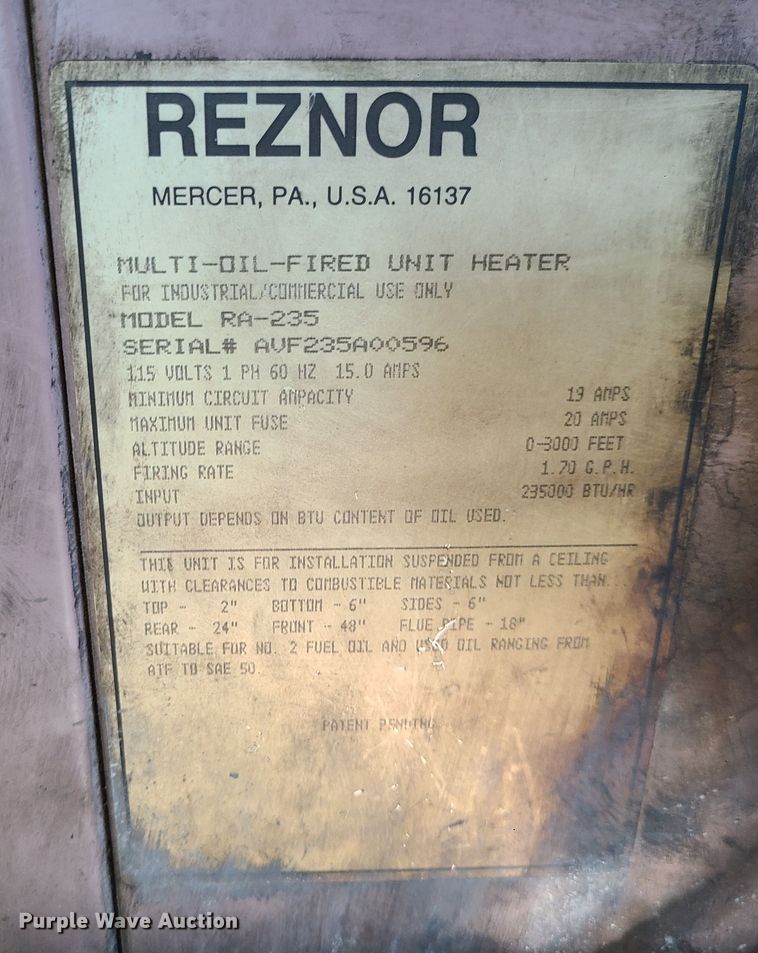 REZNOR
MERCER, PA., U.S.A. 16137
MULTI-OIL-FIRED UNIT HEATER
FOR INDUSTRIAL/COMMERCIAL USE ONLY
MODEL RA-235
SERIAL# AVF235A00596
115 VOLTS 1 PH 60 HZ 15.0 AMPS
MINIMUM CIRCUIT AMPACITY 19 AMPS
MAXIMUM UNIT FUSE 20 AMPS
ALTITUDE RANGE 0-3000 FEET
FIRING RATE 1.70 G.P.H.
INPUT 235000 BTU/HR
OUTPUT DEPENDS ON BTU CONTENT OF OIL USED.
THIS UNIT IS FOR INSTALLATION SUSPENDED FROM A CEILING
WITH CLEARANCES TO COMBUSTIBLE MATERIALS NOT LESS THAN...
TOP - 2" BOTTOM - 6" SIDES - 6"
REAR - 24" FRONT - 48" FLUE PIPE - 18"
SUITABLE FOR NO. 2 FUEL OIL AND USED OIL RANGING FROM
ATF TO SAE 50.
PATENT PENDING
Purple Wave Auction